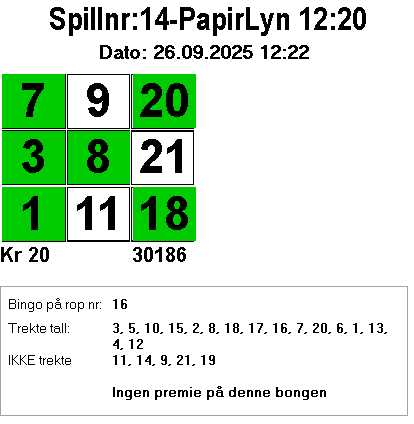 Spillnr:14-PapirLyn 12:20
Dato: 26.09.2025 12:22
7 9 20
3 8 21
1 11 18
Kr 20 30186
Bingo på rop nr: 16
Trekte tall: 3, 5, 10, 15, 2, 8, 18, 17, 16, 7, 20, 6, 1, 13,
4, 12
IKKE trekte 11, 14, 9, 21, 19
Ingen premie på denne bongen